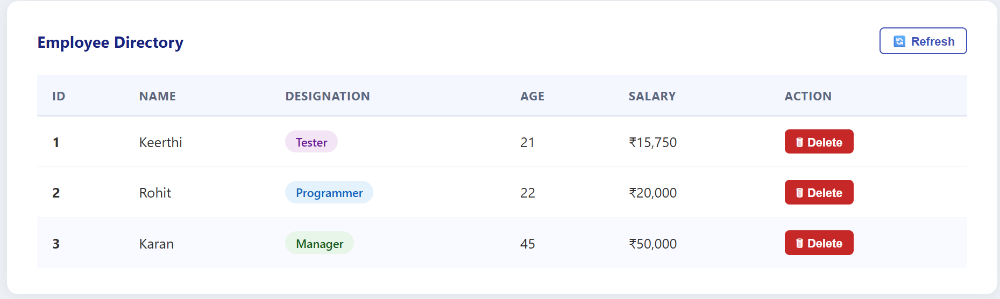 Employee Directory
Refresh
ID NAME DESIGNATION AGE SALARY ACTION
1 Keerthi Tester 21 ₹15,750 Delete
2 Rohit Programmer 22 ₹20,000 Delete
3 Karan Manager 45 ₹50,000 Delete